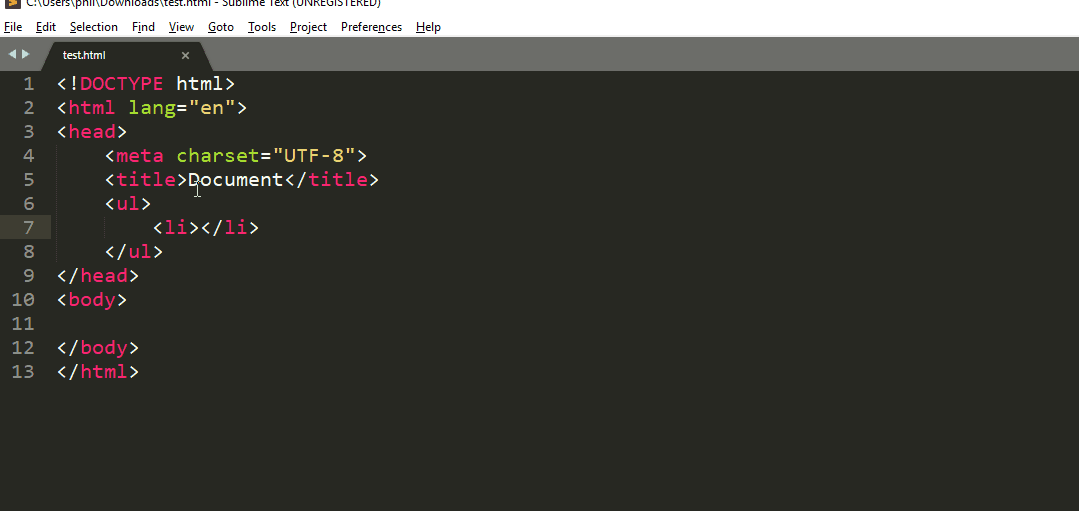 C:\Users\phil\Downloads\test.html - Sublime Text (UNREGISTERED)
File Edit Selection Find View Goto Tools Project Preferences Help
test.html
1 <!DOCTYPE html>
2 <html lang="en">
3 <head>
4 <meta charset="UTF-8">
5 <title>Document</title>
6 <ul>
7 <li></li>
8 </ul>
9 </head>
10 <body>
11
12 </body>
13 </html>